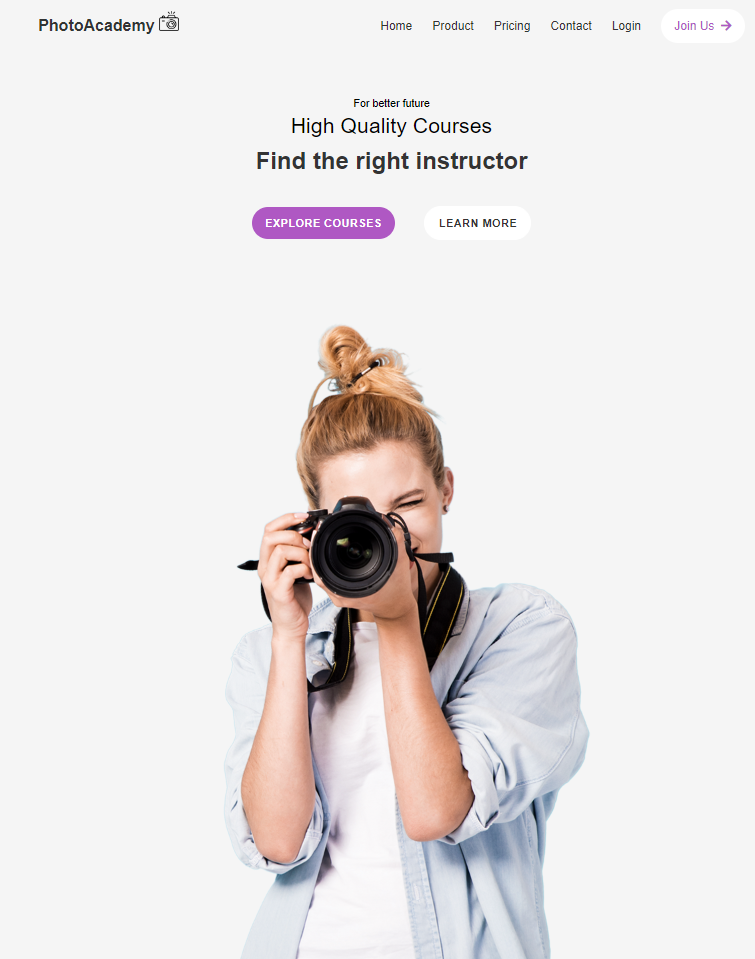 PhotoAcademy
Home Product Pricing Contact Login Join Us
For better future
High Quality Courses
Find the right instructor
EXPLORE COURSES LEARN MORE